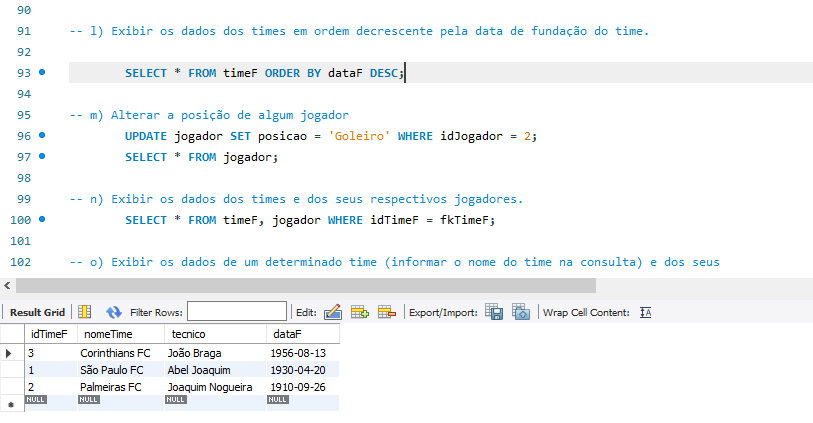 90
91 -- l) Exibir os dados dos times em ordem decrescente pela data de fundação do time.
92
93 SELECT * FROM timeF ORDER BY dataF DESC;
94
95 -- m) Alterar a posição de algum jogador
96 UPDATE jogador SET posicao = 'Goleiro' WHERE idJogador = 2;
97 SELECT * FROM jogador;
98
99 -- n) Exibir os dados dos times e dos seus respectivos jogadores.
100 SELECT * FROM timeF, jogador WHERE idTimeF = fkTimeF;
101
102 -- o) Exibir os dados de um determinado time (informar o nome do time na consulta) e dos seus
Result Grid Filter Rows: Edit: Export/Import: Wrap Cell Content: IA
idTimeF nomeTime tecnico dataF
3 Corinthians FC João Braga 1956-08-13
1 São Paulo FC Abel Joaquim 1930-04-20
2 Palmeiras FC Joaquim Nogueira 1910-09-26
NULL NULL NULL NULL